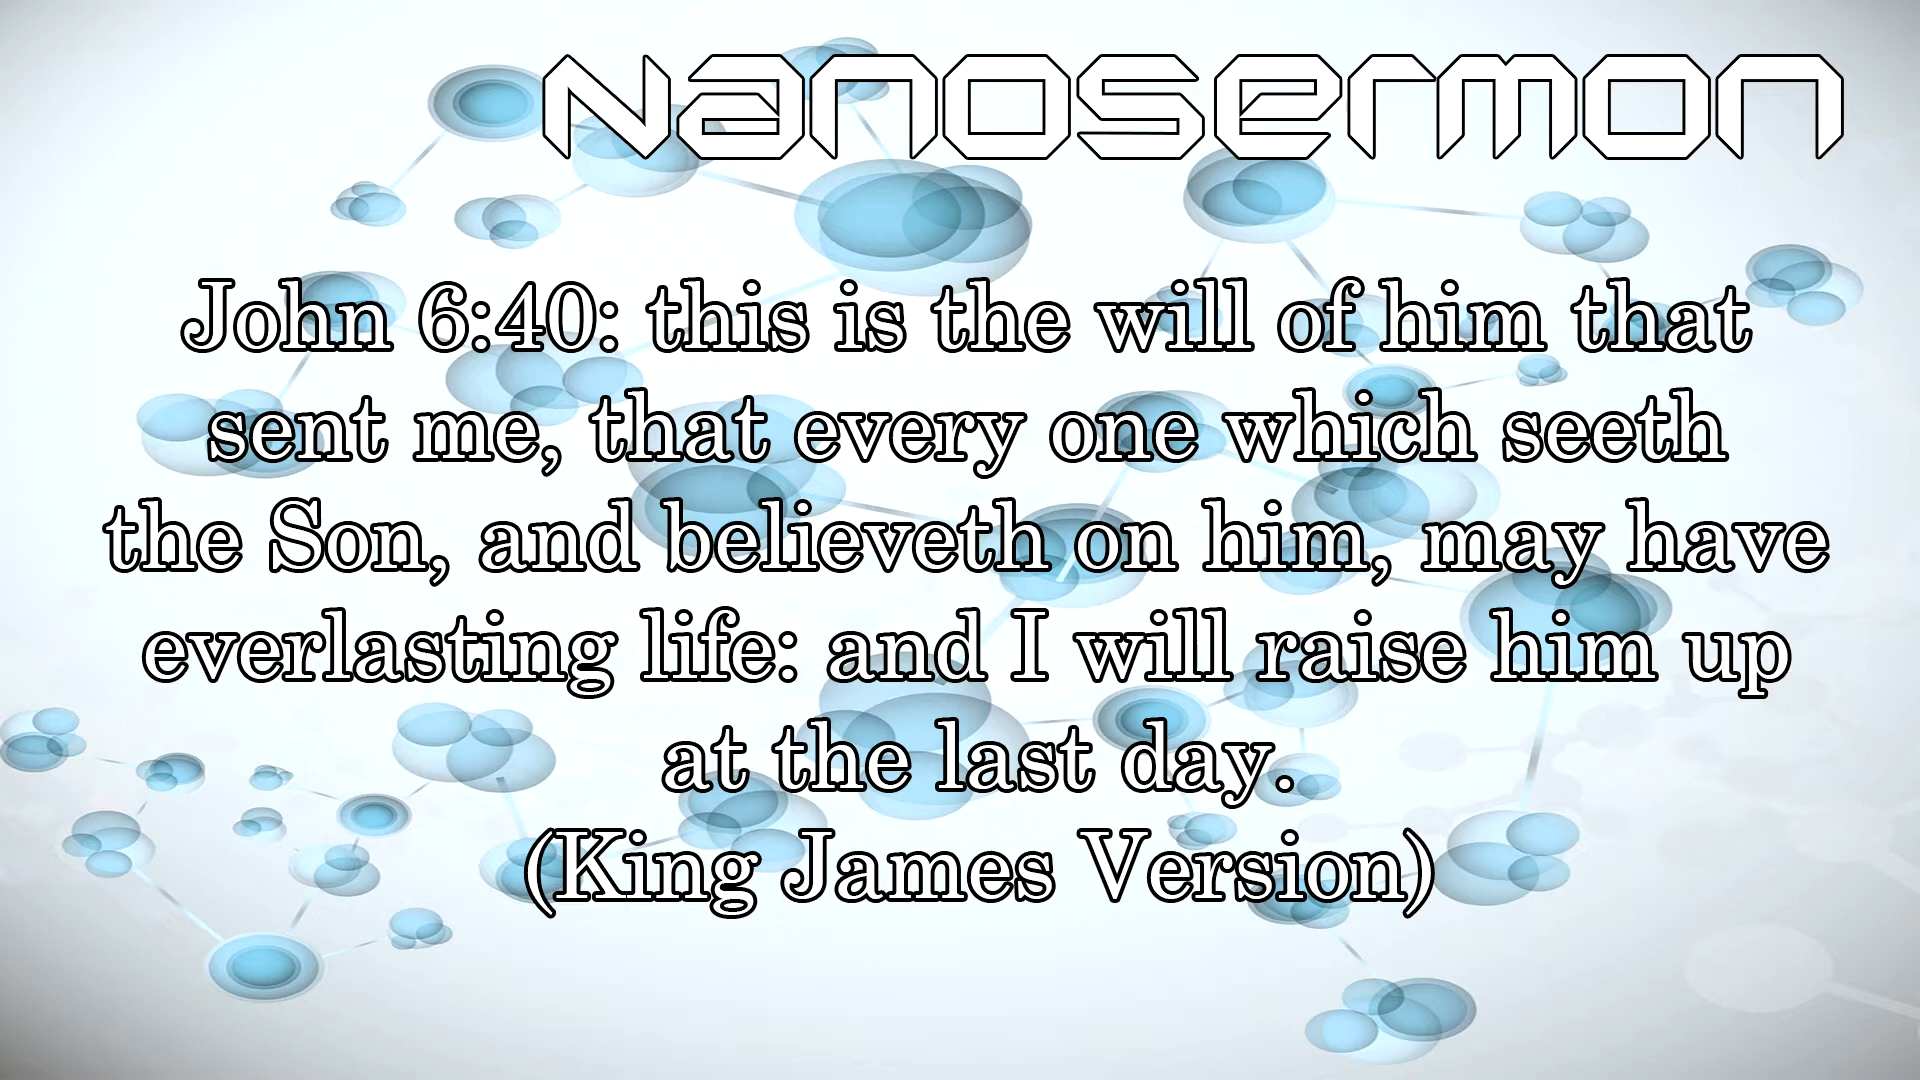 Nanosermon
John 6:40: this is the will of him that
sent me, that every one which seeth
the Son, and believeth on him, may have
everlasting life: and I will raise him up
at the last day.
(King James Version)